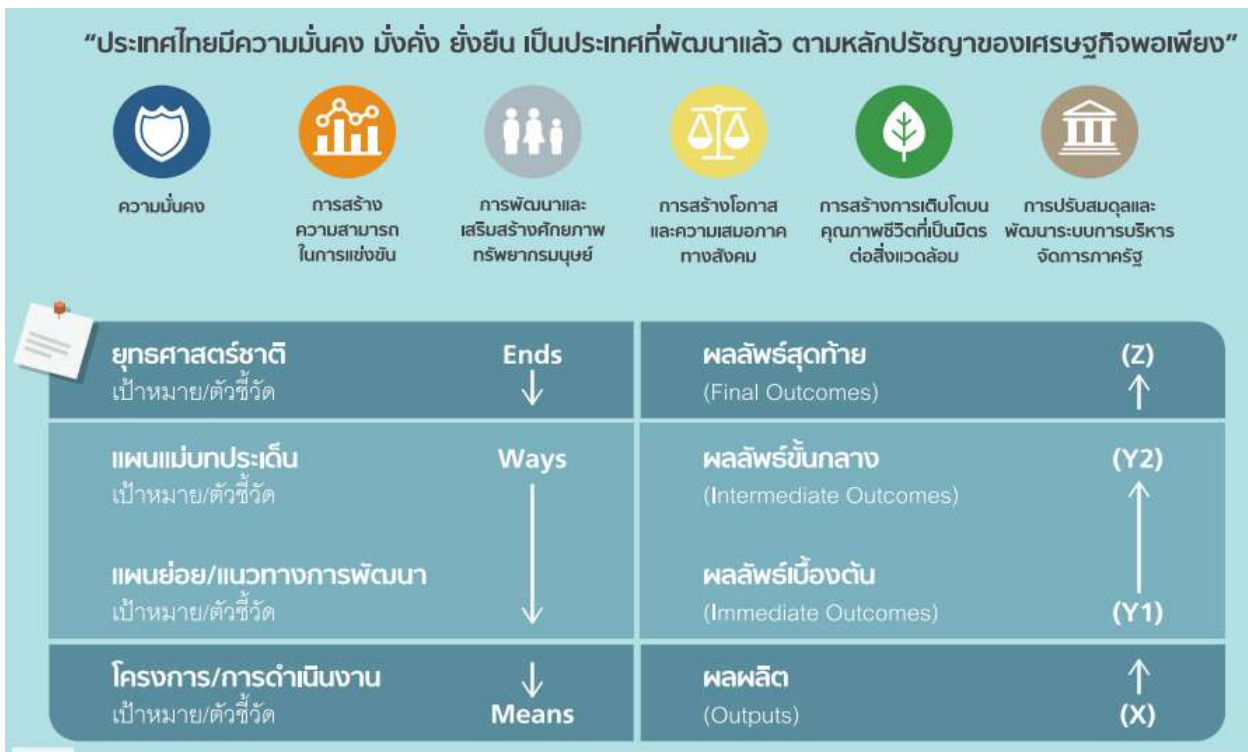 “ประเทศไทยมีความมั่นคง มั่งคั่ง ยั่งยืน เป็นประเทศที่พัฒนาแล้ว ตามหลักปรัชญาของเศรษฐกิจพอเพียง”
ความมั่นคง
การสร้าง
ความสามารถ
ในการแข่งขัน
การพัฒนาและ
เสริมสร้างศักยภาพ
ทรัพยากรมนุษย์
การสร้างโอกาส
และความเสมอภาค
ทางสังคม
การสร้างการเติบโตบน
คุณภาพชีวิตที่เป็นมิตร
ต่อสิ่งแวดล้อม
การปรับสมดุลและ
พัฒนาระบบการบริหาร
จัดการภาครัฐ
ยุทธศาสตร์ชาติ Ends
เป้าหมาย/ตัวชี้วัด
ผลลัพธ์สุดท้าย (Z)
(Final Outcomes)
แผนแม่บทประเด็น Ways
เป้าหมาย/ตัวชี้วัด
ผลลัพธ์ขั้นกลาง (Y2)
(Intermediate Outcomes)
แผนย่อย/แนวทางการพัฒนา
เป้าหมาย/ตัวชี้วัด
ผลลัพธ์เบื้องต้น
(Immediate Outcomes) (Y1)
โครงการ/การดำเนินงาน
เป้าหมาย/ตัวชี้วัด Means
ผลผลิต
(Outputs) (X)